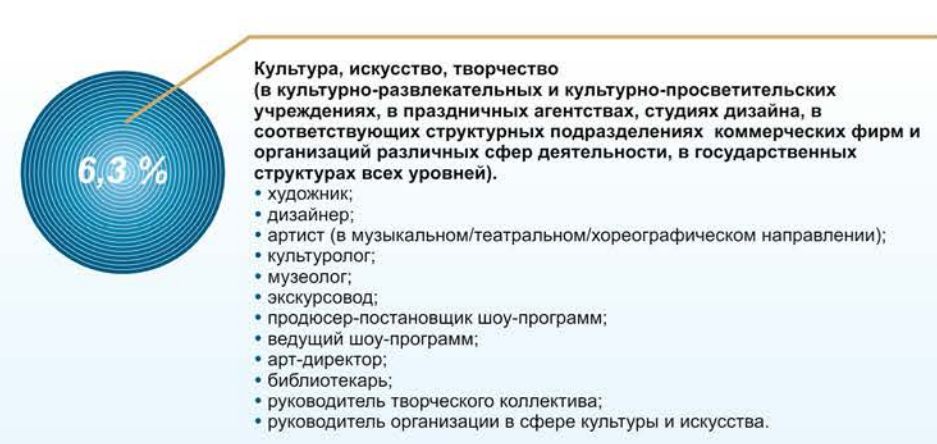 Культура, искусство, творчество
(в культурно-развлекательных и культурно-просветительских
учреждениях, в праздничных агентствах, студиях дизайна, в
соответствующих структурных подразделениях коммерческих фирм и
организаций различных сфер деятельности, в государственных
структурах всех уровней).
6,3 %
• художник;
• дизайнер;
• артист (в музыкальном/театральном/хореографическом направлении);
• культуролог;
• музеолог;
• экскурсовод;
• продюсер-постановщик шоу-программ;
• ведущий шоу-программ;
• арт-директор;
• библиотекарь;
• руководитель творческого коллектива;
• руководитель организации в сфере культуры и искусства.